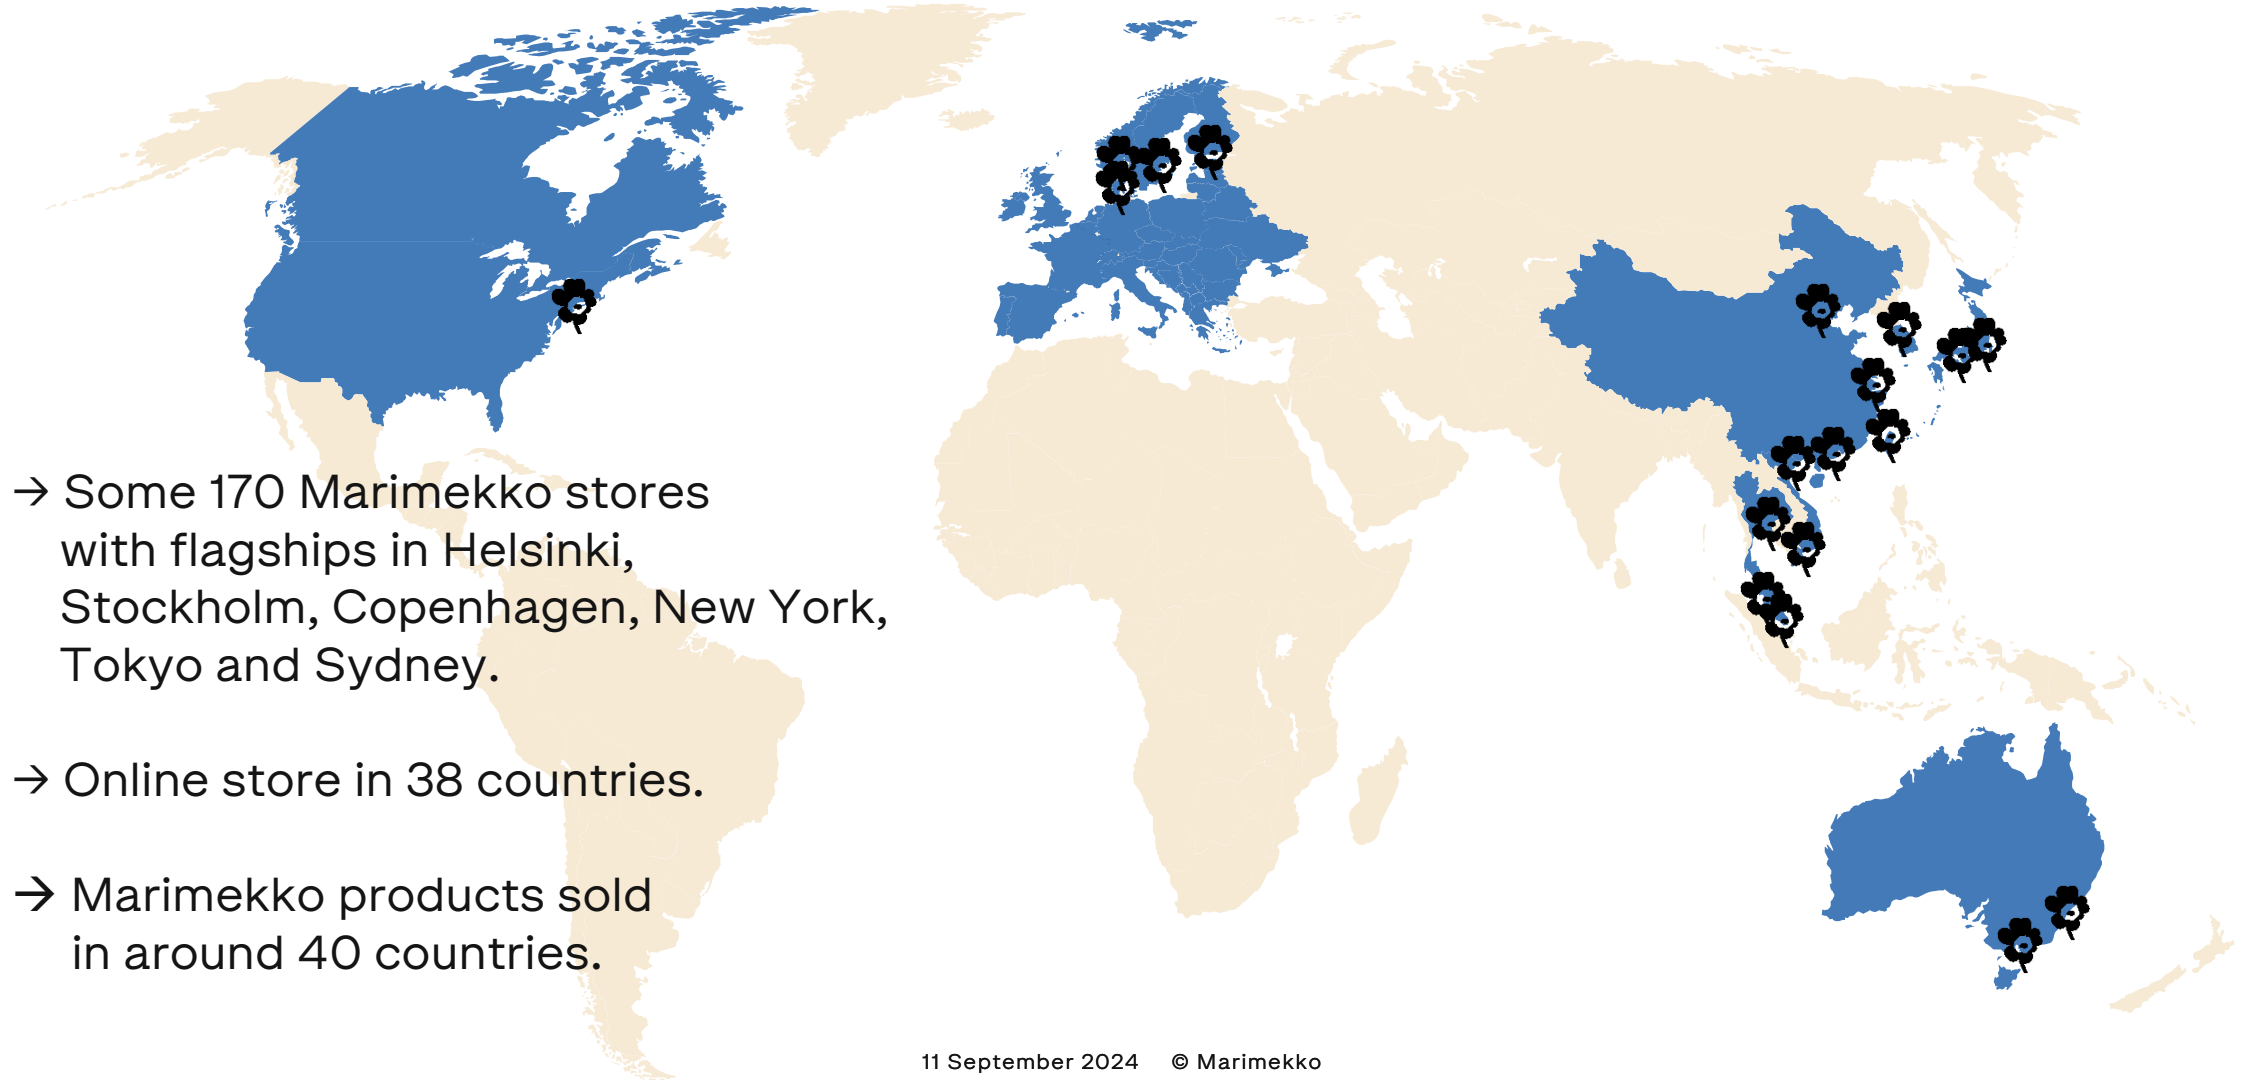 → Some 170 Marimekko stores
with flagships in Helsinki,
Stockholm, Copenhagen, New York,
Tokyo and Sydney.
→ Online store in 38 countries.
→ Marimekko products sold
in around 40 countries.
11 September 2024 © Marimekko